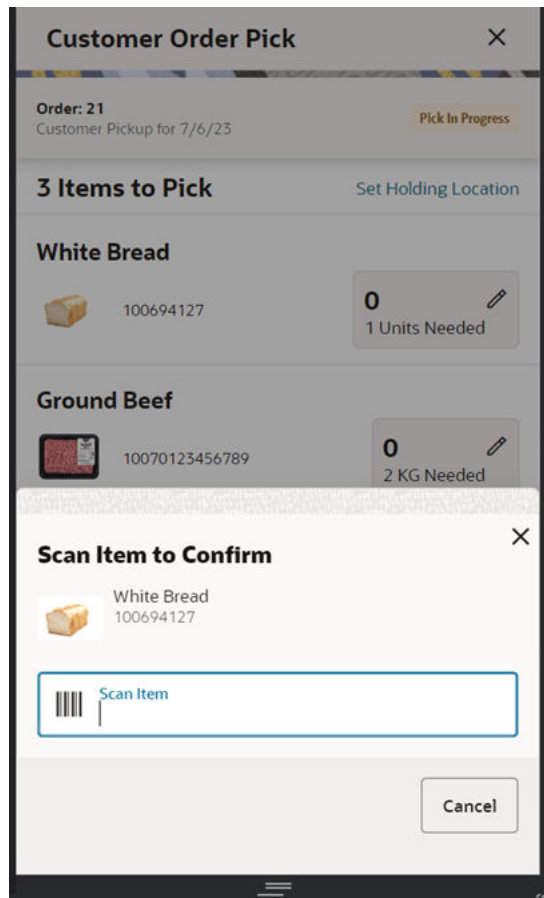 Customer Order Pick
Order: 21
Customer Pickup for 7/6/23
Pick In Progress
3 Items to Pick
Set Holding Location
White Bread
100694127
0
1 Units Needed
Ground Beef
10070123456789
0
2 KG Needed
Scan Item to Confirm
White Bread
100694127
Scan Item
Cancel